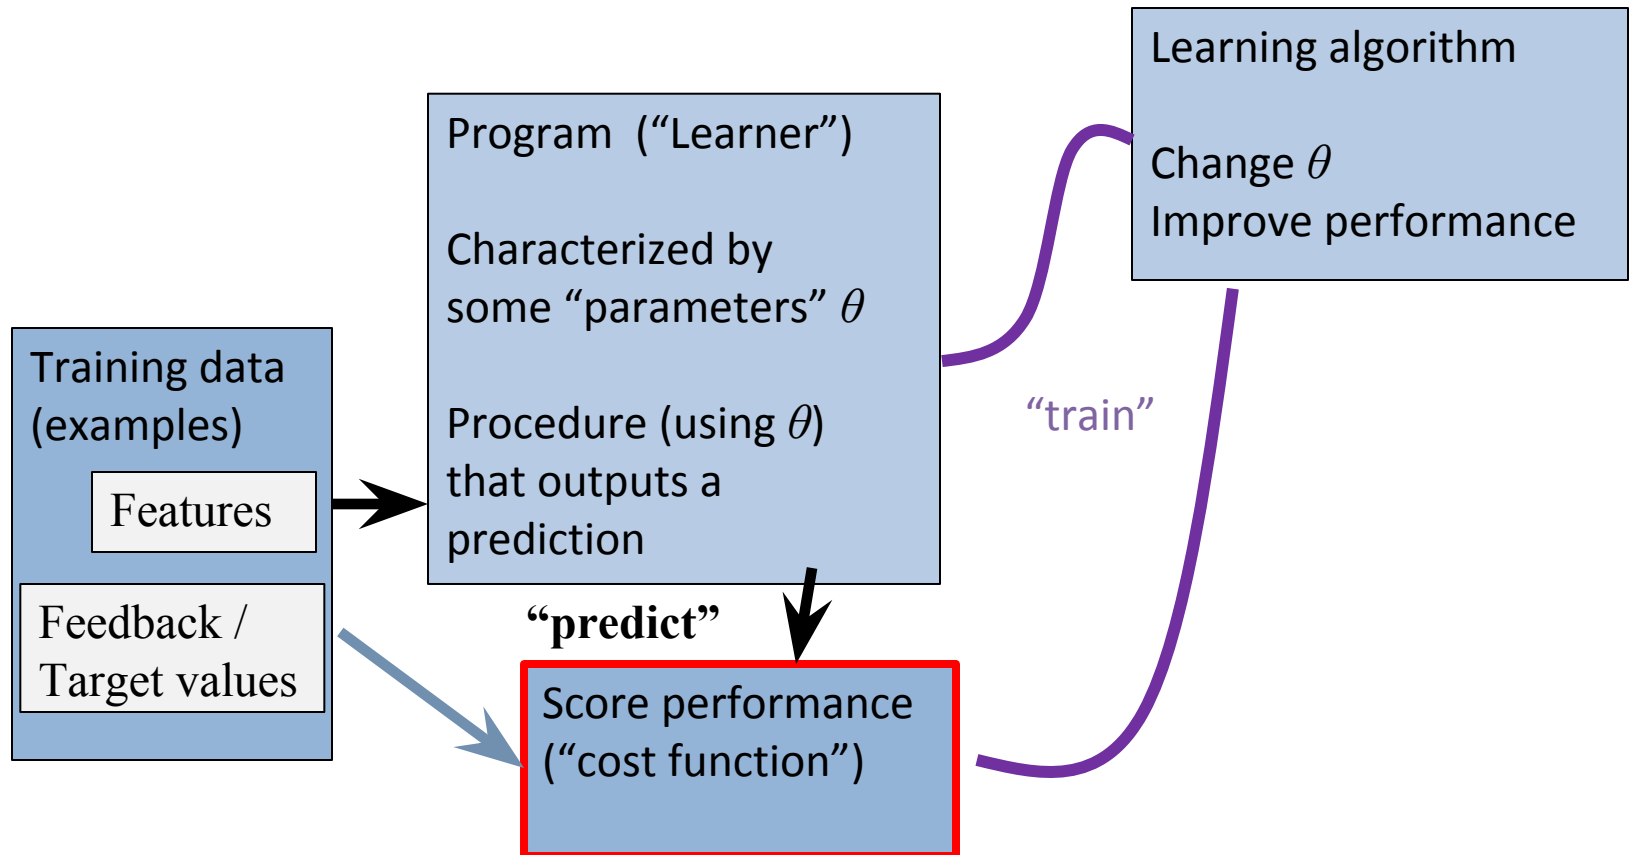 Training data
(examples)
Features
Feedback /
Target values
Program  (“Learner”)
Characterized by
some “parameters” θ
Procedure (using θ)
that outputs a
prediction
“predict”
Score performance
(“cost function”)
“train”
Learning algorithm
Change θ
Improve performance